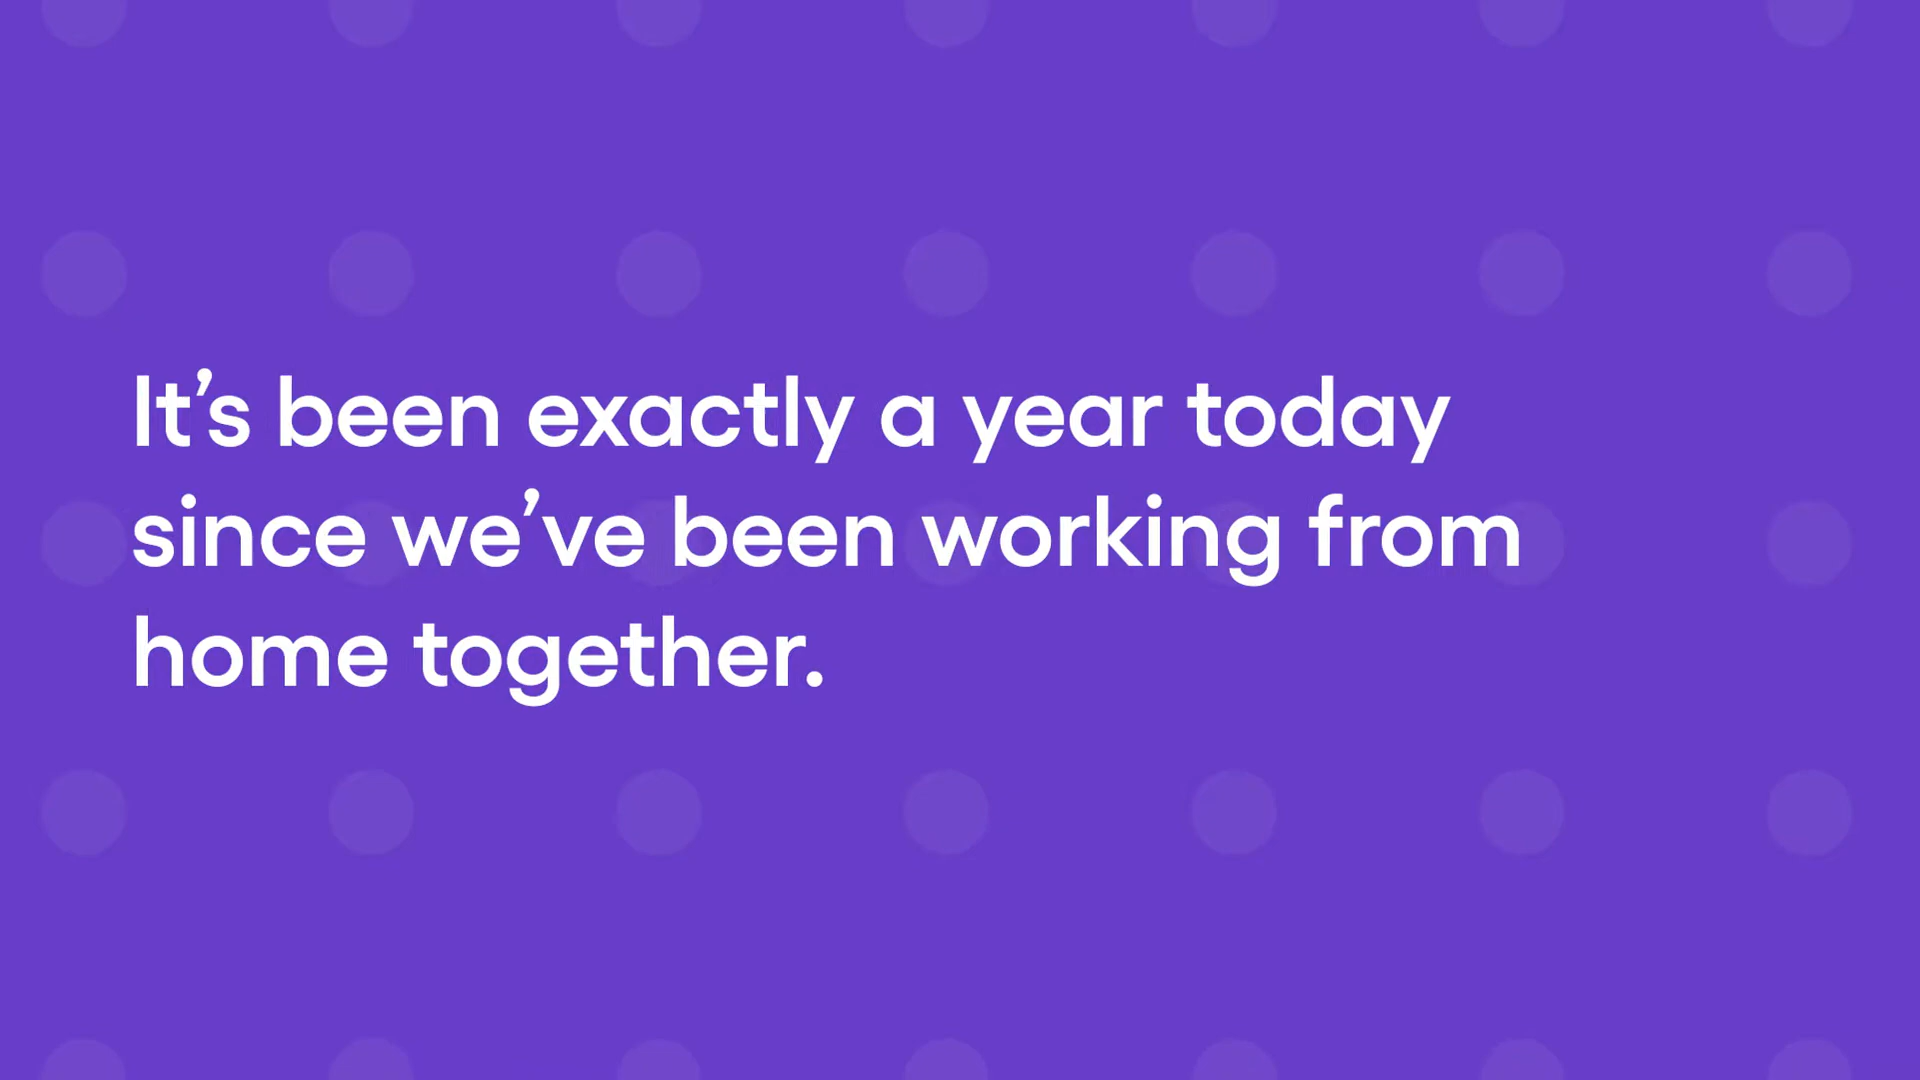 It’s been exactly a year today
since we’ve been working from
home together.